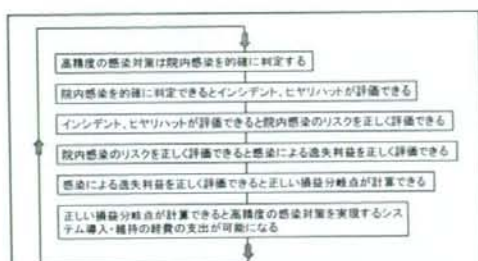 高精度の感染対策は院内感染を的確に判定する
院内感染を的確に判定できるとインシデント、ヒヤリハットが評価できる
インシデント、ヒヤリハットが評価できると院内感染のリスクを正しく評価できる
院内感染のリスクを正しく評価できると感染による逸失利益を正しく評価できる
感染による逸失利益を正しく評価できると正しい損益分岐点が計算できる
正しい損益分岐点が計算できると高精度の感染対策を実現するシス
テム導入・維持の経費の支出が可能になる